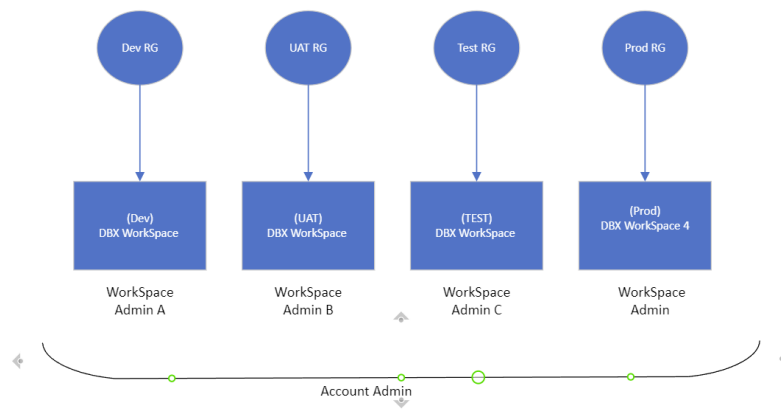 Dev RG
UAT RG
Test RG
Prod RG
(Dev)
DBX WorkSpace
(UAT)
DBX WorkSpace
(TEST)
DBX WorkSpace
(Prod)
DBX WorkSpace 4
WorkSpace
Admin A
WorkSpace
Admin B
WorkSpace
Admin C
WorkSpace
Admin
Account Admin